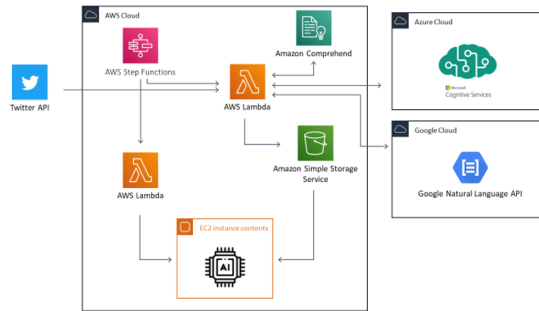 AWS Cloud
Azure Cloud
AWS Step Functions
Amazon Comprehend
Twitter API
AWS Lambda
Microsoft
Cognitive Services
Google Cloud
AWS Lambda
Amazon Simple Storage
Service
Google Natural Language API
EC2 instance contents
AI